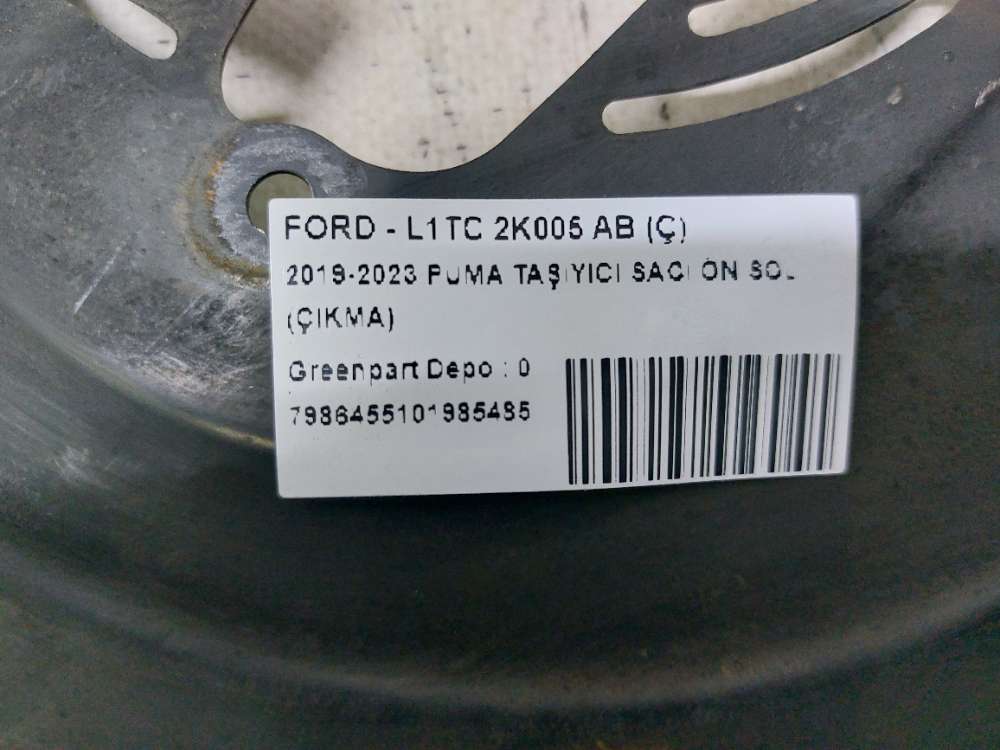 FORD - L1TC 2K005 AB (Ç)
2019-2023 PUMA TAŞIYICI SACI ÖN SOL
(ÇIKMA)
Greenpart Depo : 0
7986455101985485